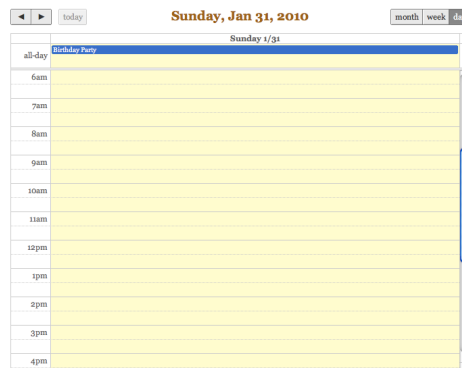 ◄ ► today Sunday, Jan 31, 2010 month week da
Sunday 1/31
all-day Birthday Party
6am
7am
8am
9am
10am
11am
12pm
1pm
2pm
3pm
4pm